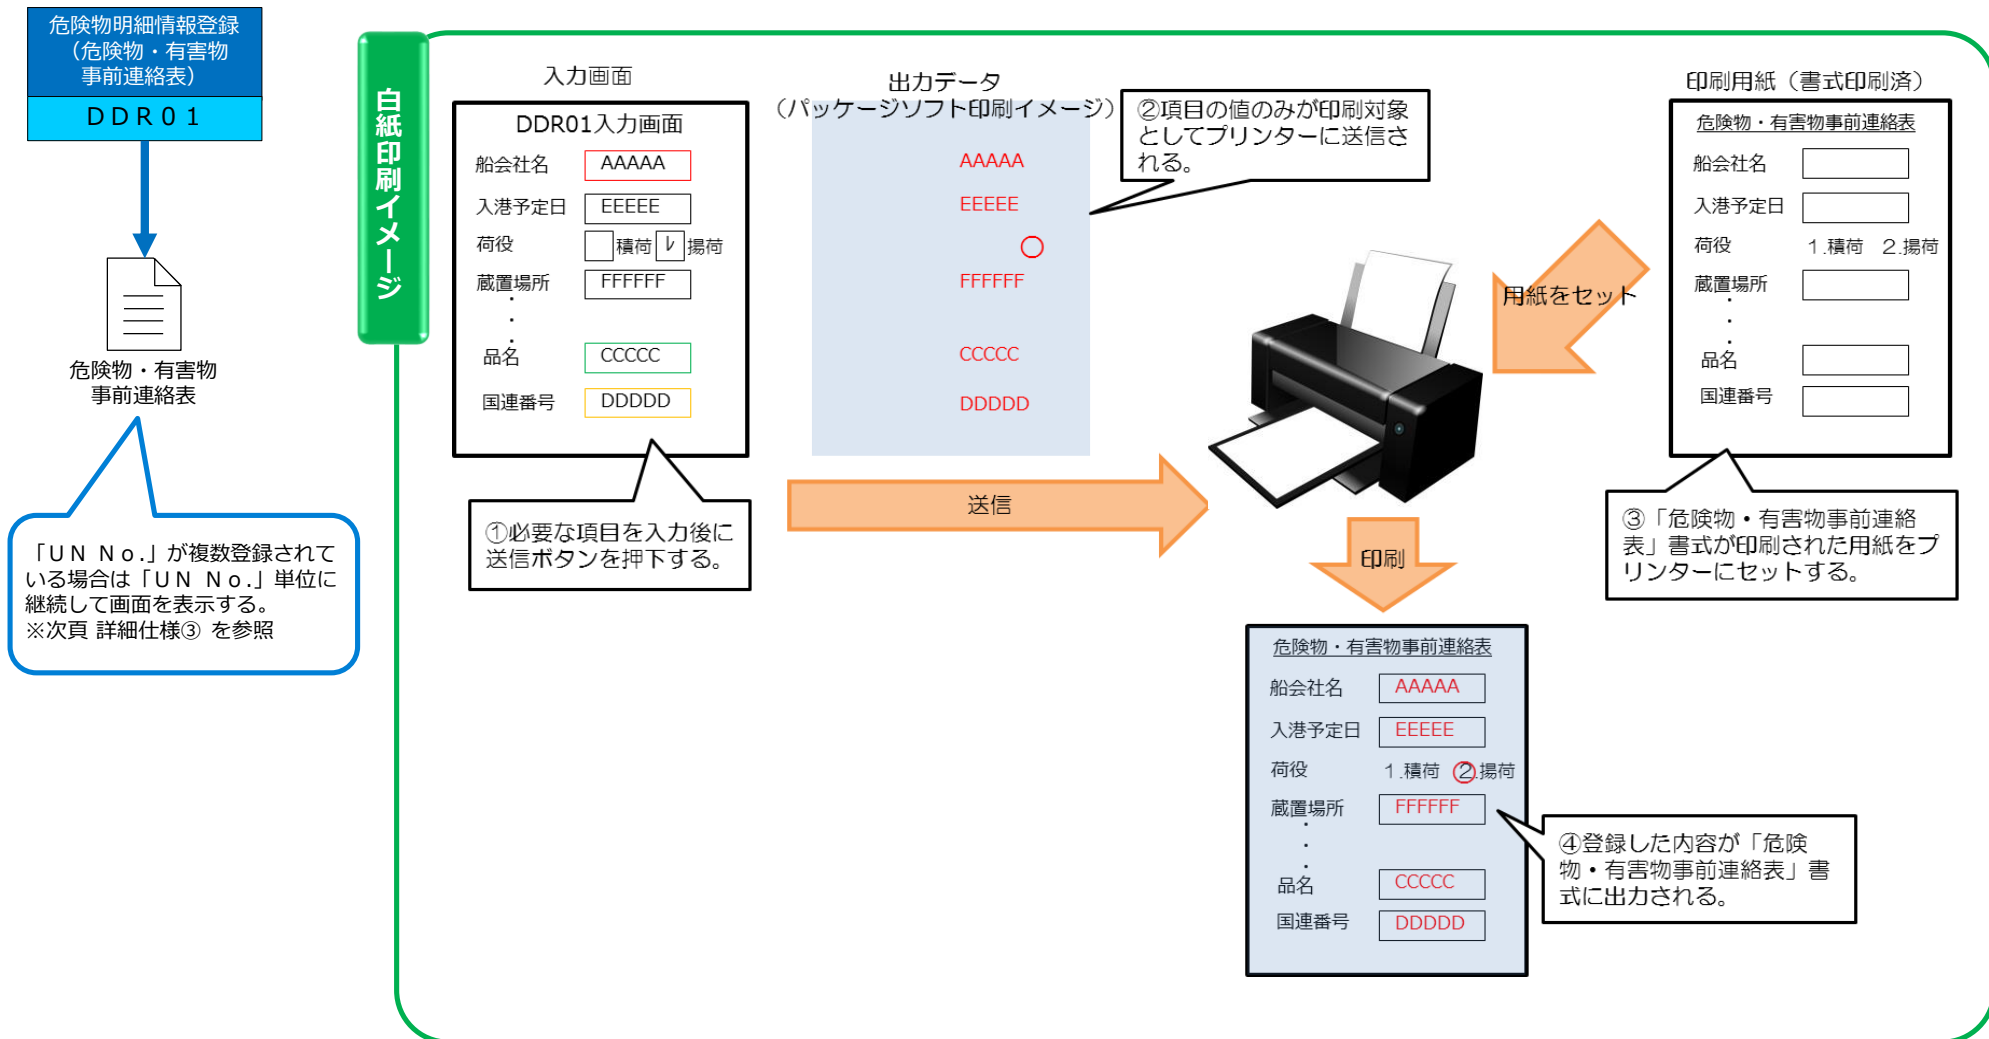 危険物明細情報登録
（危険物・有害物
事前連絡表）
ＤＤＲ０１
危険物・有害物
事前連絡表
「ＵＮ Ｎｏ.」が複数登録されて
いる場合は「ＵＮ Ｎｏ.」単位に
継続して画面を表示する。
※次頁 詳細仕様③ を参照
白紙印刷イメージ
入力画面
DDR01入力画面
船会社名 AAAAA
入港予定日 EEEEE
荷役 積荷 レ 揚荷
蔵置場所 FFFFFF
・
・
・
品名 CCCCC
国連番号 DDDDD
①必要な項目を入力後に
送信ボタンを押下する。
出力データ
（パッケージソフト印刷イメージ）
AAAAA
EEEEE
○
FFFFFF
CCCCC
DDDDD
②項目の値のみが印刷対象
としてプリンターに送信さ
れる。
送信
用紙をセット
印刷用紙（書式印刷済）
危険物・有害物事前連絡表
船会社名
入港予定日
荷役 １.積荷 ２.揚荷
蔵置場所
・
・
・
品名
国連番号
③「危険物・有害物事前連絡
表」書式が印刷された用紙をプ
リンターにセットする。
印刷
危険物・有害物事前連絡表
船会社名 AAAAA
入港予定日 EEEEE
荷役 １.積荷 ２.揚荷
蔵置場所 FFFFFF
・
・
・
品名 CCCCC
国連番号 DDDDD
④登録した内容が「危険
物・有害物事前連絡表」書
式に出力される。